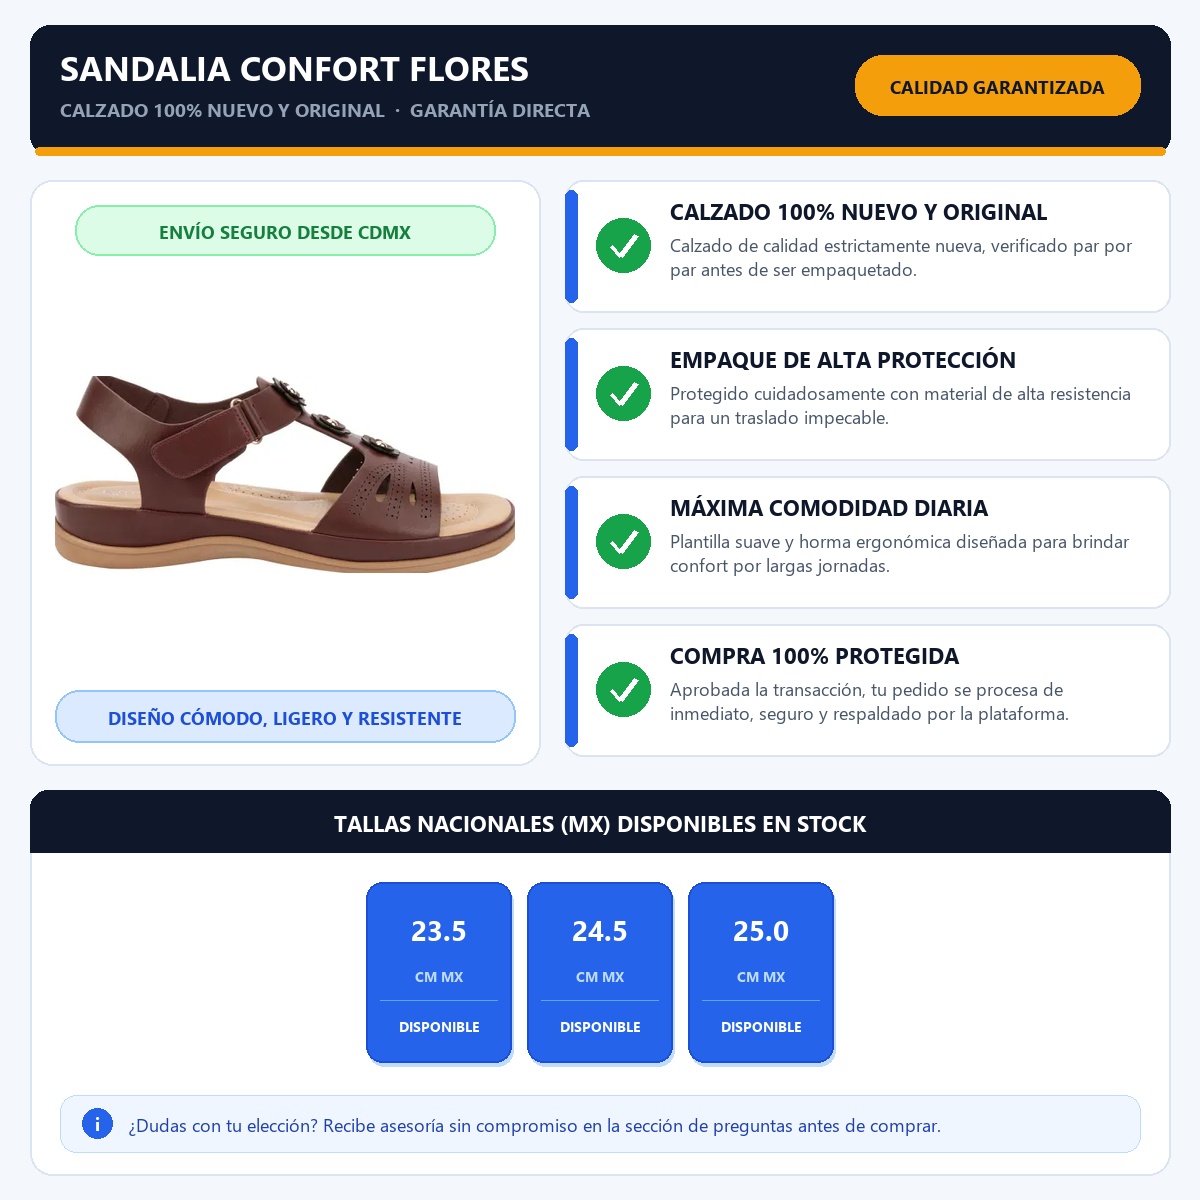 SANDALIA CONFORT FLORES
CALZADO 100% NUEVO Y ORIGINAL · GARANTÍA DIRECTA
CALIDAD GARANTIZADA
ENVÍO SEGURO DESDE CDMX
DISEÑO CÓMODO, LIGERO Y RESISTENTE
CALZADO 100% NUEVO Y ORIGINAL
Calzado de calidad estrictamente nueva, verificado par por
par antes de ser empaquetado.
EMPAQUE DE ALTA PROTECCIÓN
Protegido cuidadosamente con material de alta resistencia
para un traslado impecable.
MÁXIMA COMODIDAD DIARIA
Plantilla suave y horma ergonómica diseñada para brindar
confort por largas jornadas.
COMPRA 100% PROTEGIDA
Aprobada la transacción, tu pedido se procesa de
inmediato, seguro y respaldado por la plataforma.
TALLAS NACIONALES (MX) DISPONIBLES EN STOCK
23.5
CM MX
DISPONIBLE
24.5
CM MX
DISPONIBLE
25.0
CM MX
DISPONIBLE
¿Dudas con tu elección? Recibe asesoría sin compromiso en la sección de preguntas antes de comprar.